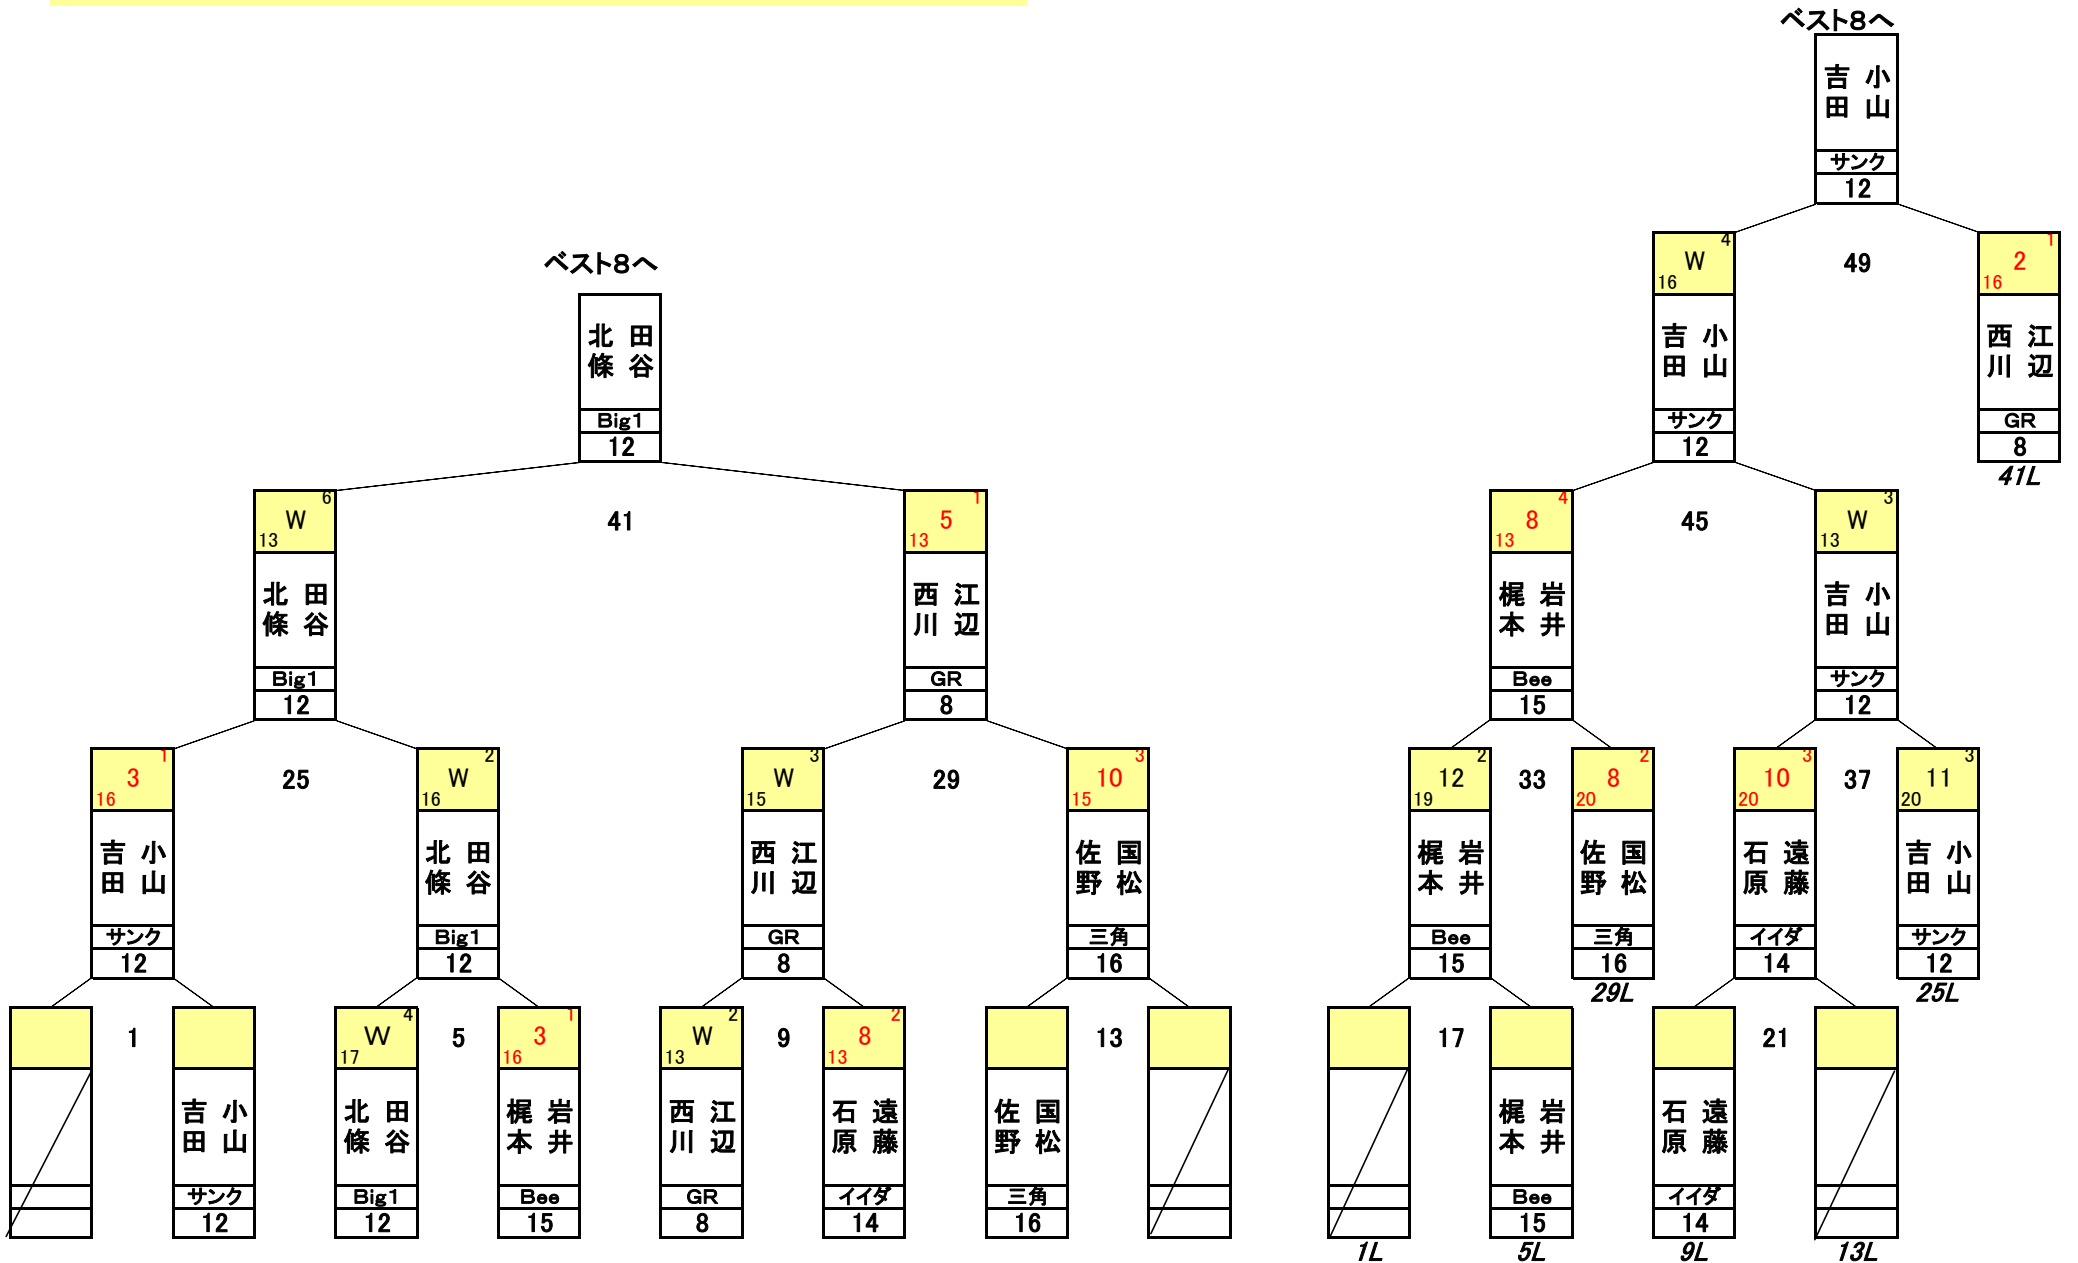 ベスト8へ
吉 小
田 山
サンク
12
4
W
16
49
1
2
16
ベスト8へ
北 田
條 谷
Big1
12
吉 小
田 山
サンク
12
西 江
川 辺
GR
8
41L
6
W
13
41
1
5
13
4
8
13
45
3
W
13
北 田
條 谷
Big1
12
西 江
川 辺
GR
8
梶 岩
本 井
Bee
15
吉 小
田 山
サンク
12
1
3
16
25
2
W
16
3
W
15
29
3
10
15
2
12
19
33
2
8
20
3
10
20
37
3
11
20
吉 小
田 山
サンク
12
北 田
條 谷
Big1
12
西 江
川 辺
GR
8
佐 国
野 松
三角
16
梶 岩
本 井
Bee
15
佐 国
野 松
三角
16
29L
石 遠
原 藤
イイダ
14
吉 小
田 山
サンク
12
25L
1
4
W
17
5
1
3
16
2
W
13
9
2
8
13
13
17
21
吉 小
田 山
サンク
12
北 田
條 谷
Big1
12
梶 岩
本 井
Bee
15
西 江
川 辺
GR
8
石 遠
原 藤
イイダ
14
佐 国
野 松
三角
16
1L
梶 岩
本 井
Bee
15
5L
石 遠
原 藤
イイダ
14
9L
13L